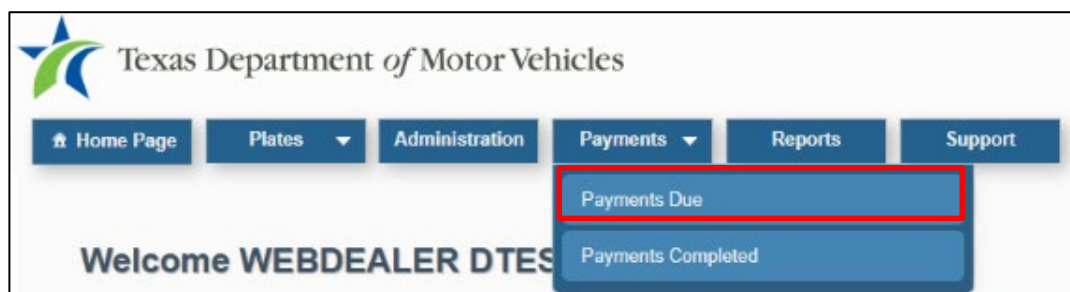 Texas Department of Motor Vehicles
Home Page Plates Administration Payments Reports Support
Payments Due
Payments Completed
Welcome WEBDEALER DTES